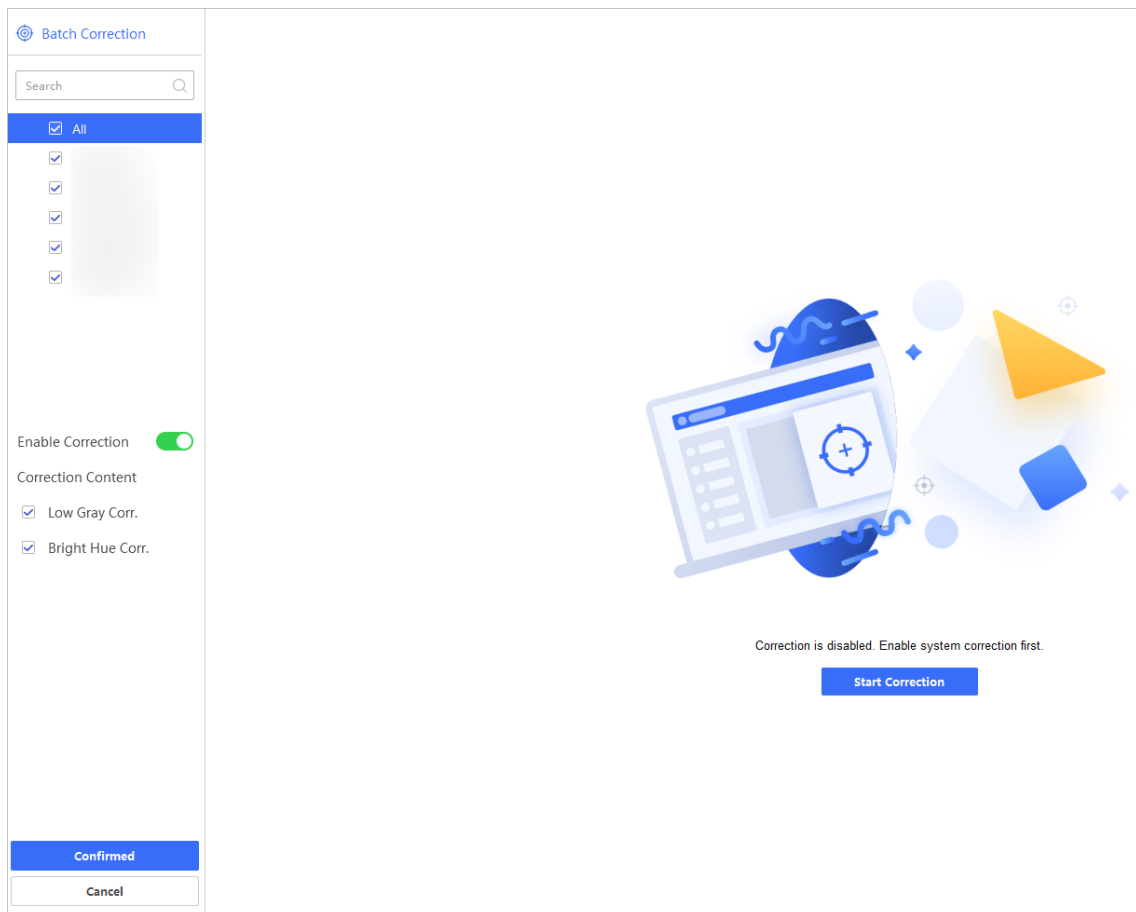 Batch Correction
Search
All
Enable Correction
Correction Content
Low Gray Corr.
Bright Hue Corr.
Confirmed
Cancel
Correction is disabled. Enable system correction first.
Start Correction